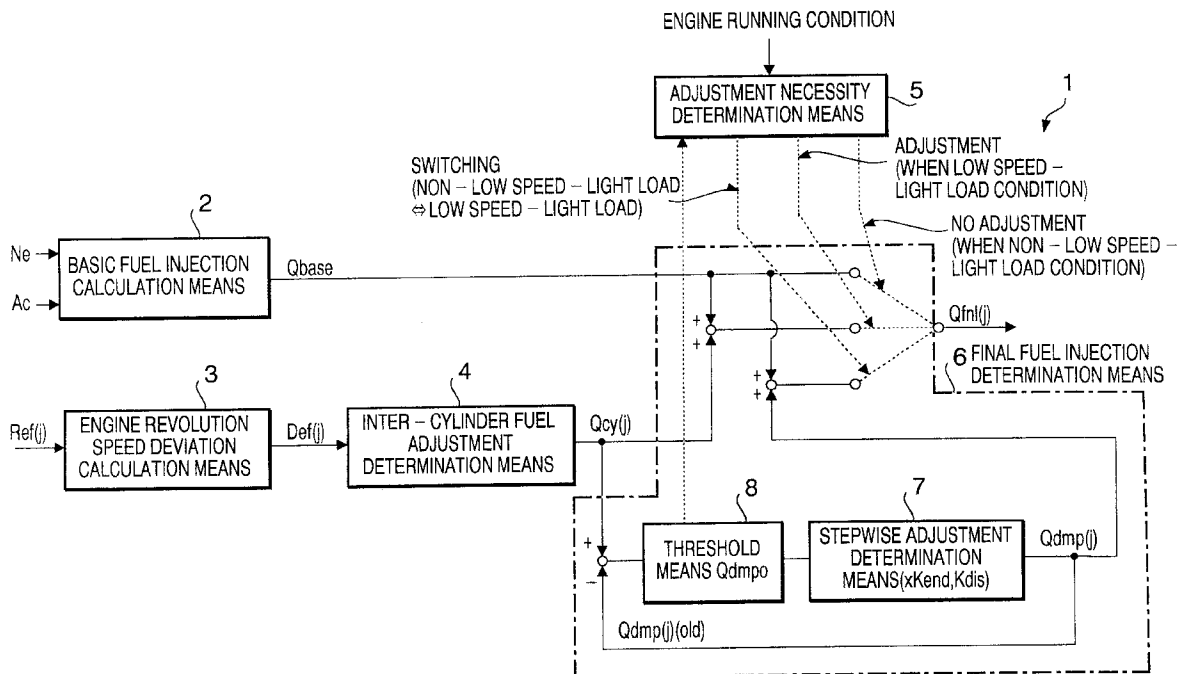 ENGINE RUNNING CONDITION
5
ADJUSTMENT NECESSITY
DETERMINATION MEANS
1
SWITCHING
(NON – LOW SPEED – LIGHT LOAD
⇔ LOW SPEED – LIGHT LOAD)
ADJUSTMENT
(WHEN LOW SPEED –
LIGHT LOAD CONDITION)
NO ADJUSTMENT
(WHEN NON – LOW SPEED –
LIGHT LOAD CONDITION)
2
Ne
Ac
BASIC FUEL INJECTION
CALCULATION MEANS
Qbase
+
+
+
+
Qfnl(j)
6
FINAL FUEL INJECTION
DETERMINATION MEANS
3
Ref(j)
ENGINE REVOLUTION
SPEED DEVIATION
CALCULATION MEANS
Def(j)
4
INTER – CYLINDER FUEL
ADJUSTMENT
DETERMINATION MEANS
Qcy(j)
+
–
8
THRESHOLD
MEANS Qdmpo
7
STEPWISE ADJUSTMENT
DETERMINATION
MEANS(xKend,Kdis)
Qdmp(j)
Qdmp(j)(old)